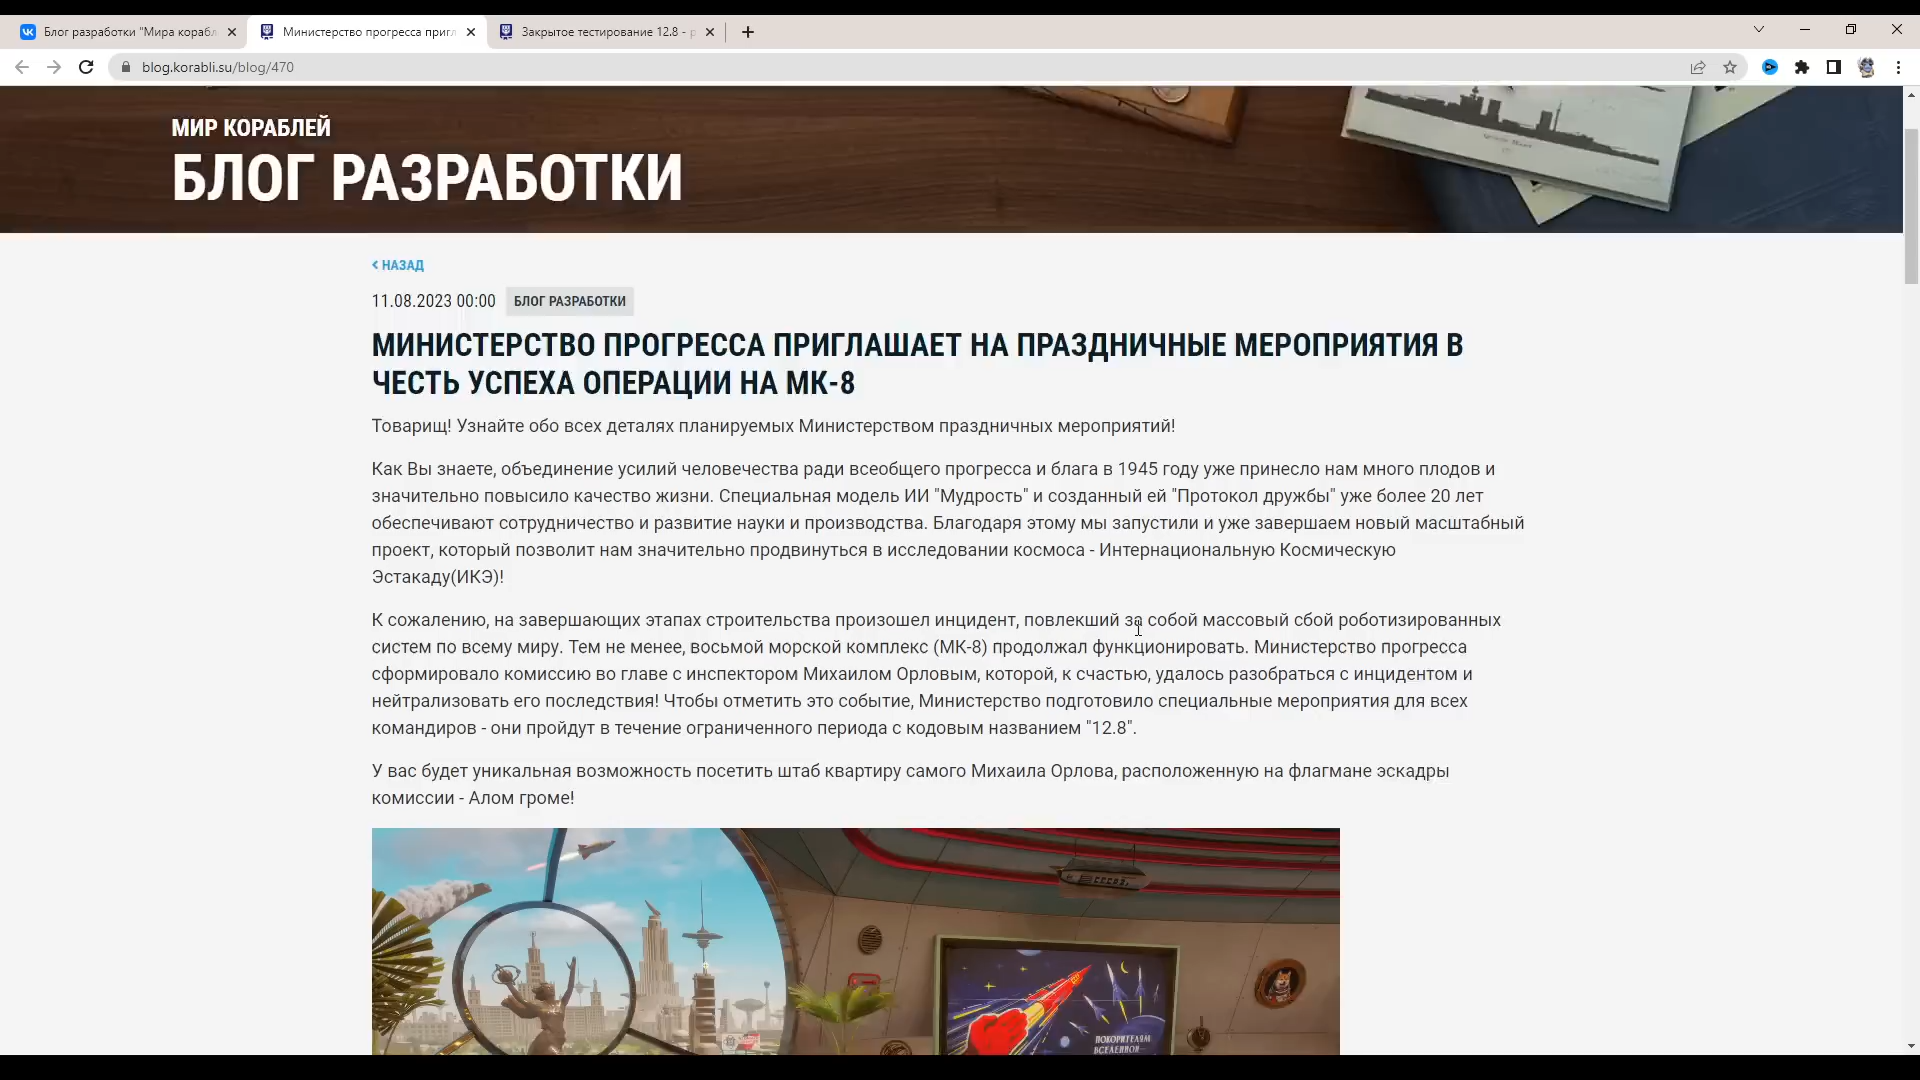 Блог разработки "Мира корабл
Министерство прогресса пригл
Закрытое тестирование 12.8 - р
blog.korabli.su/blog/470
МИР КОРАБЛЕЙ
БЛОГ РАЗРАБОТКИ
НАЗАД
11.08.2023 00:00 БЛОГ РАЗРАБОТКИ
МИНИСТЕРСТВО ПРОГРЕССА ПРИГЛАШАЕТ НА ПРАЗДНИЧНЫЕ МЕРОПРИЯТИЯ В
ЧЕСТЬ УСПЕХА ОПЕРАЦИИ НА МК-8
Товарищ! Узнайте обо всех деталях планируемых Министерством праздничных мероприятий!
Как Вы знаете, объединение усилий человечества ради всеобщего прогресса и блага в 1945 году уже принесло нам много плодов и
значительно повысило качество жизни. Специальная модель ИИ "Мудрость" и созданный ей "Протокол дружбы" уже более 20 лет
обеспечивают сотрудничество и развитие науки и производства. Благодаря этому мы запустили и уже завершаем новый масштабный
проект, который позволит нам значительно продвинуться в исследовании космоса - Интернациональную Космическую
Эстакаду(ИКЭ)!
К сожалению, на завершающих этапах строительства произошел инцидент, повлекший за собой массовый сбой роботизированных
систем по всему миру. Тем не менее, восьмой морской комплекс (МК-8) продолжал функционировать. Министерство прогресса
сформировало комиссию во главе с инспектором Михаилом Орловым, которой, к счастью, удалось разобраться с инцидентом и
нейтрализовать его последствия! Чтобы отметить это событие, Министерство подготовило специальные мероприятия для всех
командиров - они пройдут в течение ограниченного периода с кодовым названием "12.8".
У вас будет уникальная возможность посетить штаб квартиру самого Михаила Орлова, расположенную на флагмане эскадры
комиссии - Алом громе!
СССР
ПОКОРИТЕЛЯМ
ВСЕЛЕННОЙ—